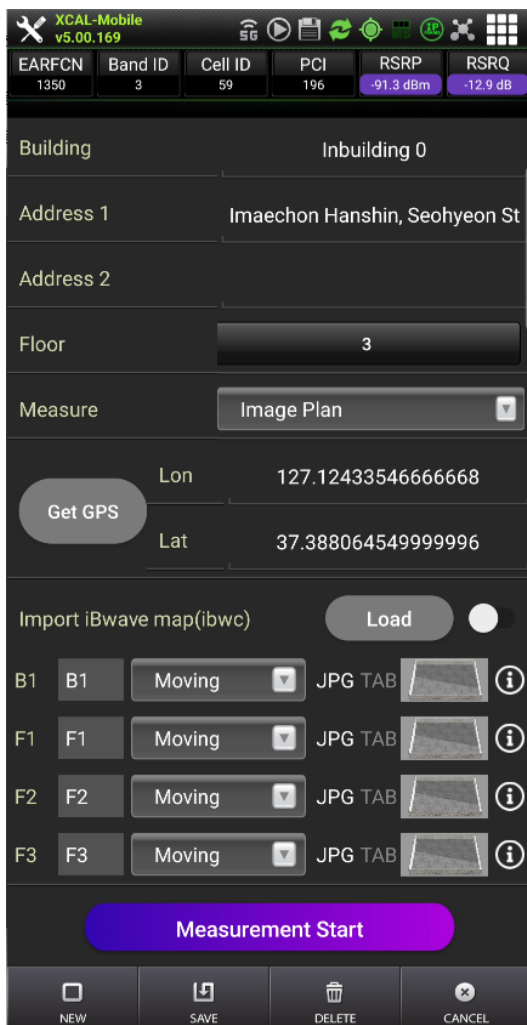 XCAL-Mobile
v5.00.169
5G
EARFCN Band ID Cell ID PCI RSRP RSRQ
1350 3 59 196 -91.3 dBm -12.9 dB
Building Inbuilding 0
Address 1 Imaechon Hanshin, Seohyeon St
Address 2
Floor 3
Measure Image Plan
Get GPS
Lon 127.12433546666668
Lat 37.388064549999996
Import iBwave map(ibwc) Load
B1 B1 Moving JPG TAB
F1 F1 Moving JPG TAB
F2 F2 Moving JPG TAB
F3 F3 Moving JPG TAB
Measurement Start
NEW SAVE DELETE CANCEL